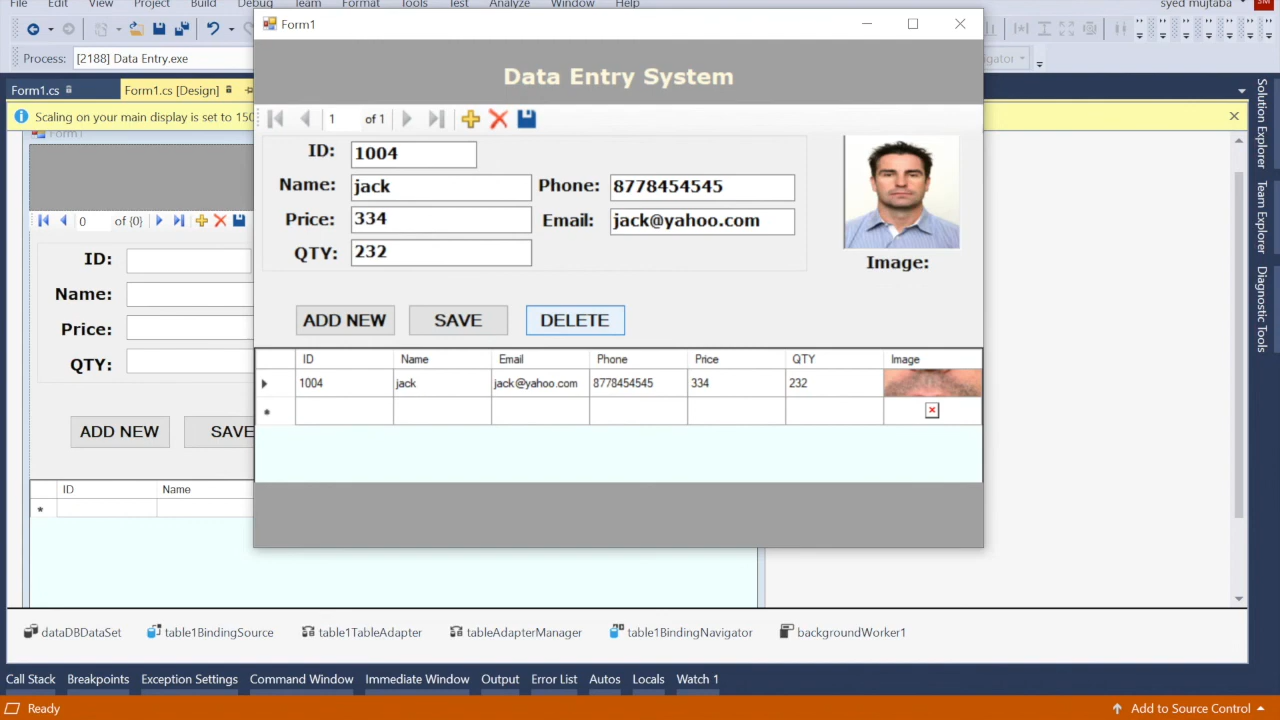 File Edit View Project Build Debug Team Format Tools Test Analyze Window Help syed mujtaba SM
Process: [2188] Data Entry.exe
Form1.cs Form1.cs [Design]
Scaling on your main display is set to 150
Form1
0 of {0}
ID:
Name:
Price:
QTY:
ADD NEW SAVE
ID Name
Form1
Data Entry System
1 of 1
ID: 1004
Name: jack Phone: 8778454545
Price: 334 Email: jack@yahoo.com
QTY: 232
Image:
ADD NEW SAVE DELETE
ID Name Email Phone Price QTY Image
1004 jack jack@yahoo.com 8778454545 334 232
Solution Explorer
Team Explorer
Diagnostic Tools
dataDBDataSet table1BindingSource table1TableAdapter tableAdapterManager table1BindingNavigator backgroundWorker1
Call Stack Breakpoints Exception Settings Command Window Immediate Window Output Error List Autos Locals Watch 1
Ready Add to Source Control